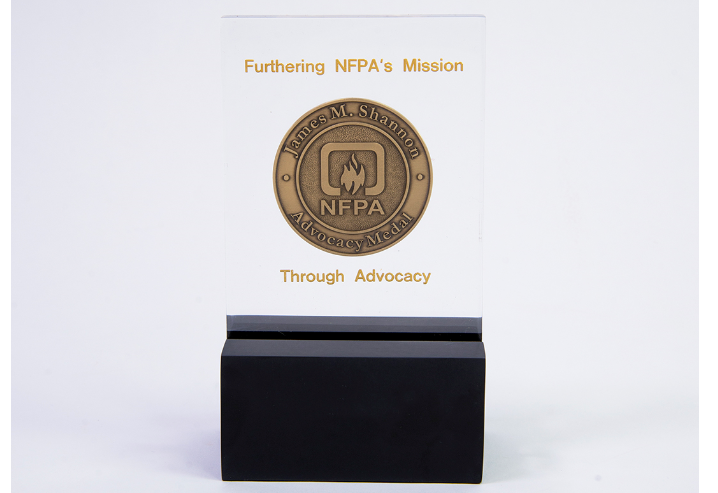 Furthering NFPA's Mission
James M. Shannon
NFPA
Advocacy Medal
Through Advocacy